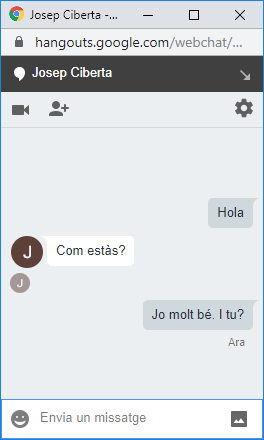 Josep Ciberta -...
hangouts.google.com/webchat/...
Josep Ciberta
Hola
J
Com estàs?
J
Jo molt bé. I tu?
Ara
Envia un missatge